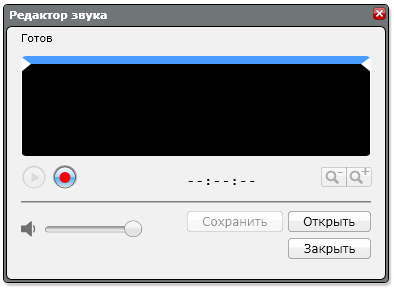 Редактор звука
Готов
--:--:--
Сохранить
Открыть
Закрыть